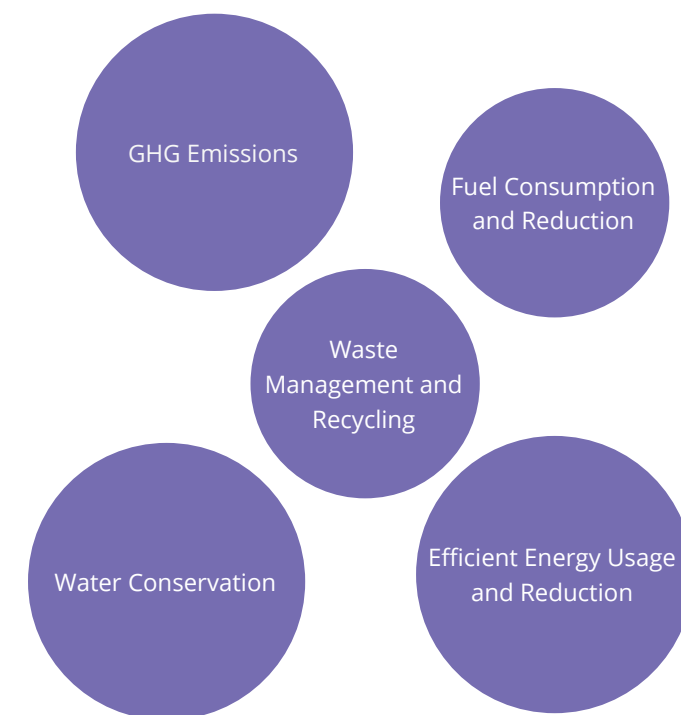 GHG Emissions
Fuel Consumption
and Reduction
Waste
Management and
Recycling
Water Conservation
Efficient Energy Usage
and Reduction